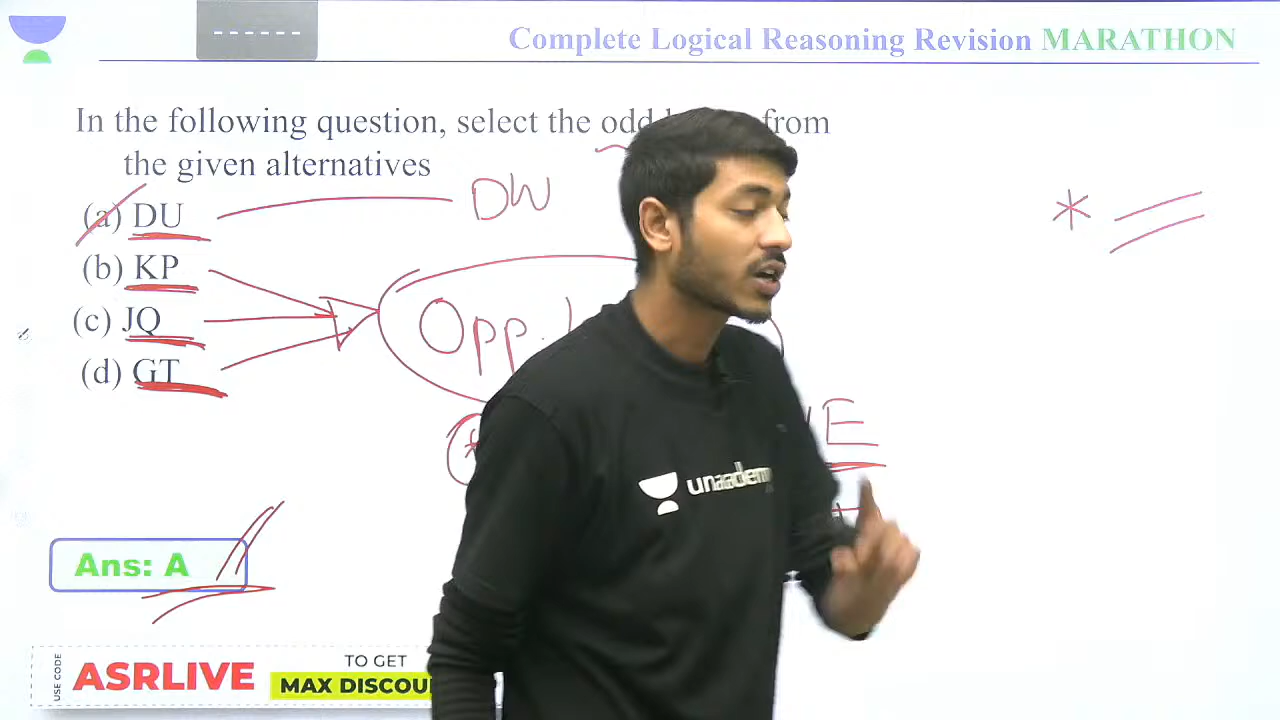 Complete Logical Reasoning Revision MARATHON
In the following question, select the odd from
the given alternatives
(a) DU DW
(b) KP
(c) JQ Opp.
(d) GT
E
unacademy
Ans: A
USE CODE ASRLIVE TO GET
MAX DISCOU